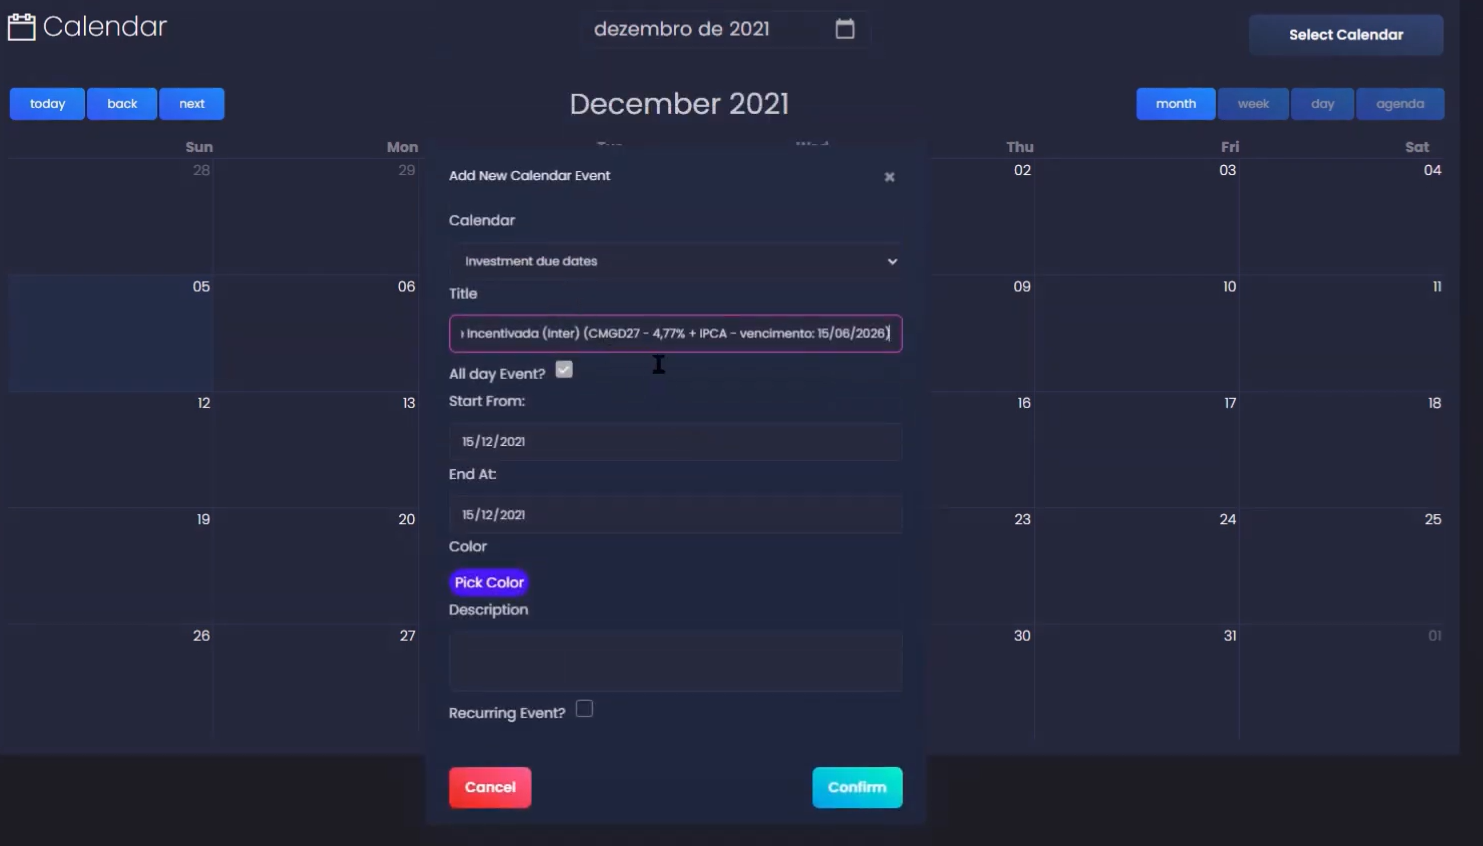 Calendar
dezembro de 2021
Select Calendar
today back next
December 2021
month week day agenda
Sun Mon Tue Wed Thu Fri Sat
28 29 02 03 04
Add New Calendar Event ×
Calendar
Investment due dates
05 06 09 10 11
Title
Incentivada (Inter) (CMGD27 - 4,77% + IPCA - vencimento: 15/06/2026)
All day Event?
Start From:
12 13 16 17 18
15/12/2021
End At:
15/12/2021
19 20 23 24 25
Color
Pick Color
Description
26 27 30 31 01
Recurring Event?
Cancel Confirm